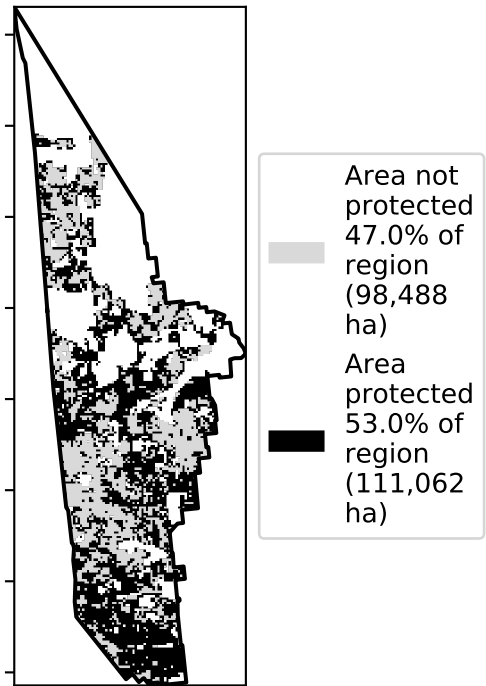 Area not
protected
47.0% of
region
(98,488
ha)
Area
protected
53.0% of
region
(111,062
ha)